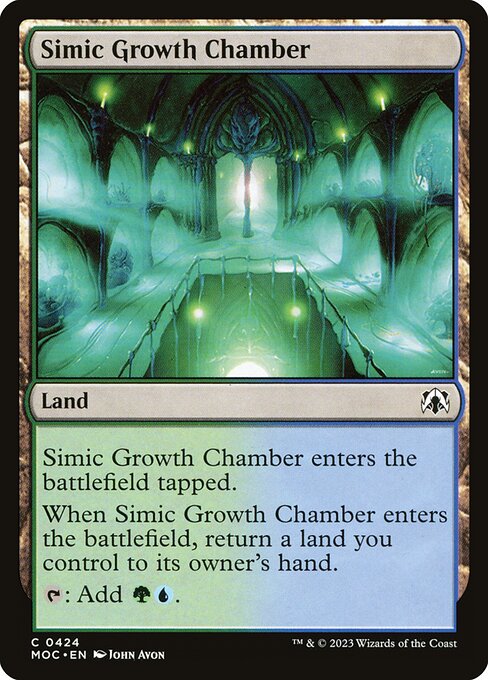 Simic Growth Chamber
Land
Simic Growth Chamber enters the
battlefield tapped.
When Simic Growth Chamber enters
the battlefield, return a land you
control to its owner's hand.
: Add .
C 0424
MOC • EN John Avon
™ & © 2023 Wizards of the Coast